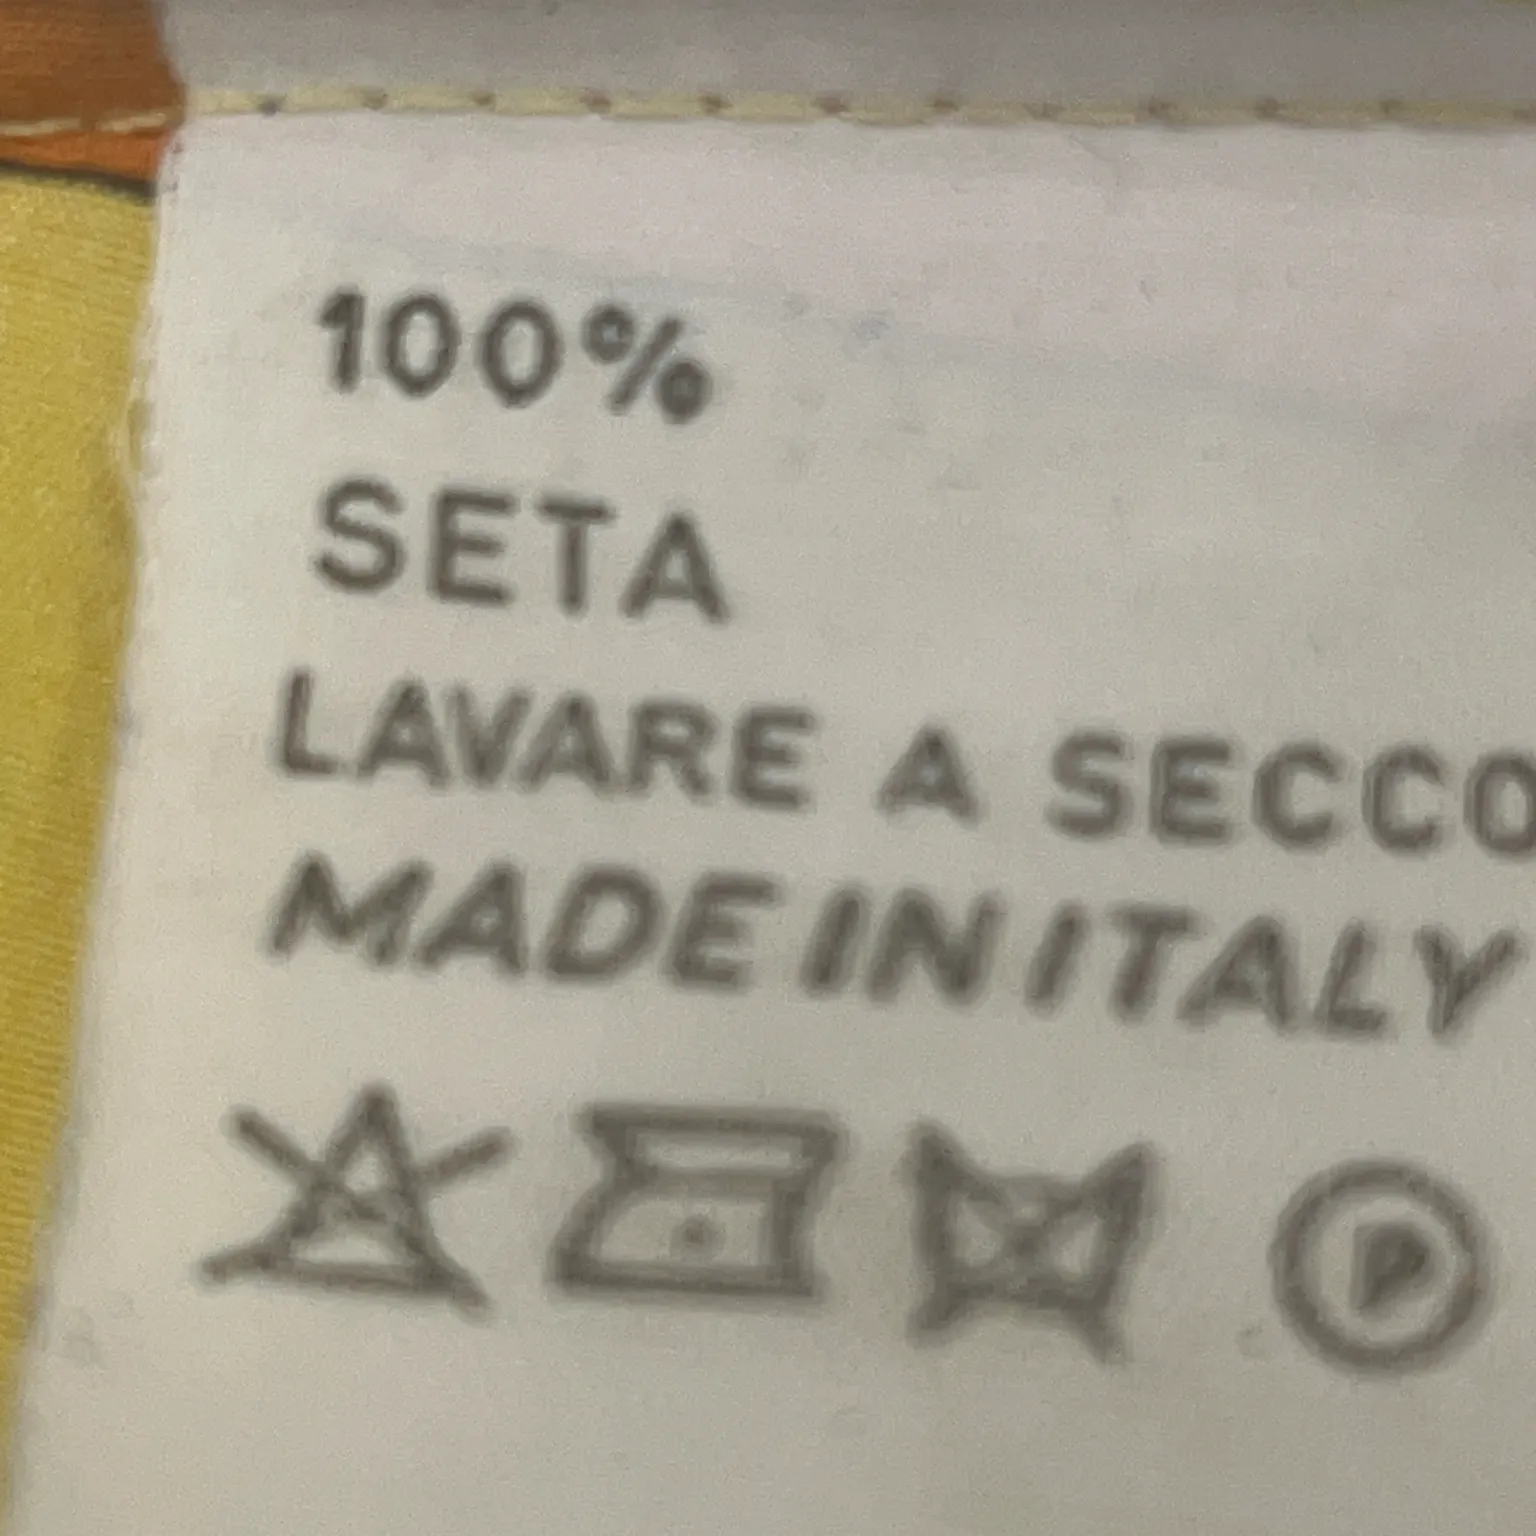 100%
SETA
LAVARE A SECCO
MADE IN ITALY
P